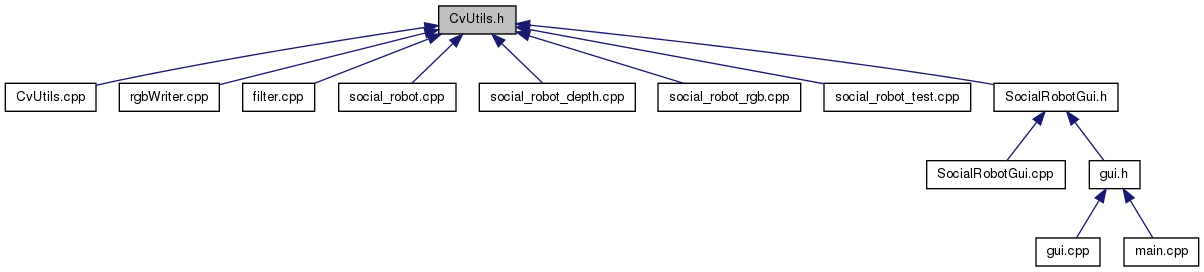 CvUtils.h
CvUtils.cpp
rgbWriter.cpp
filter.cpp
social_robot.cpp
social_robot_depth.cpp
social_robot_rgb.cpp
social_robot_test.cpp
SocialRobotGui.h
SocialRobotGui.cpp
gui.h
gui.cpp
main.cpp